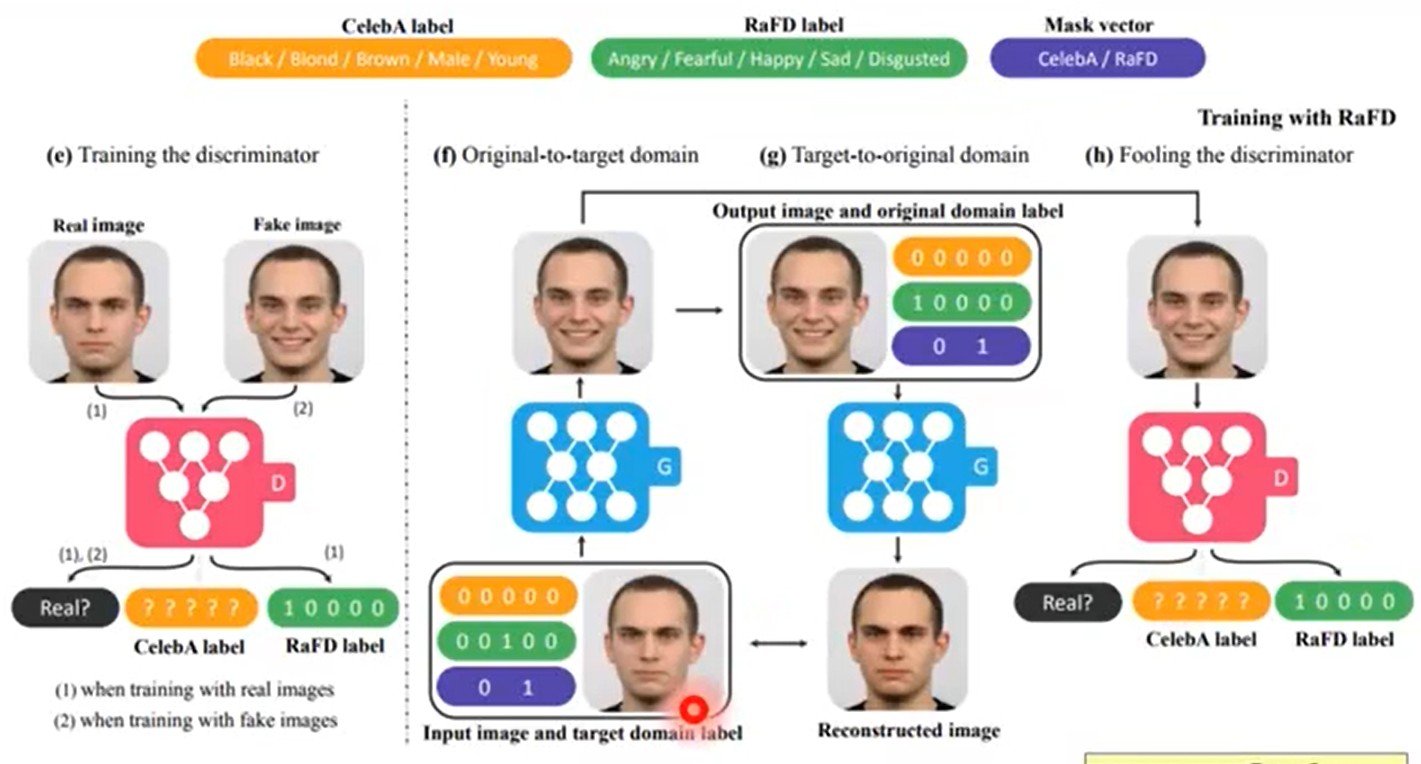 CelebA label
RaFD label
Mask vector
Black / Blond / Brown / Male / Young
Angry / Fearful / Happy / Sad / Disgusted
CelebA / RaFD
Training with RaFD
(e) Training the discriminator
(f) Original-to-target domain
(g) Target-to-original domain
(h) Fooling the discriminator
Real image
Fake image
(1)
(2)
D
(1), (2)
(1)
Real?
? ? ? ? ?
1 0 0 0 0
CelebA label
RaFD label
(1) when training with real images
(2) when training with fake images
G
0 0 0 0 0
0 0 1 0 0
0 1
Input image and target domain label
Output image and original domain label
0 0 0 0 0
1 0 0 0 0
0 1
G
Reconstructed image
D
Real?
? ? ? ? ?
1 0 0 0 0
CelebA label
RaFD label